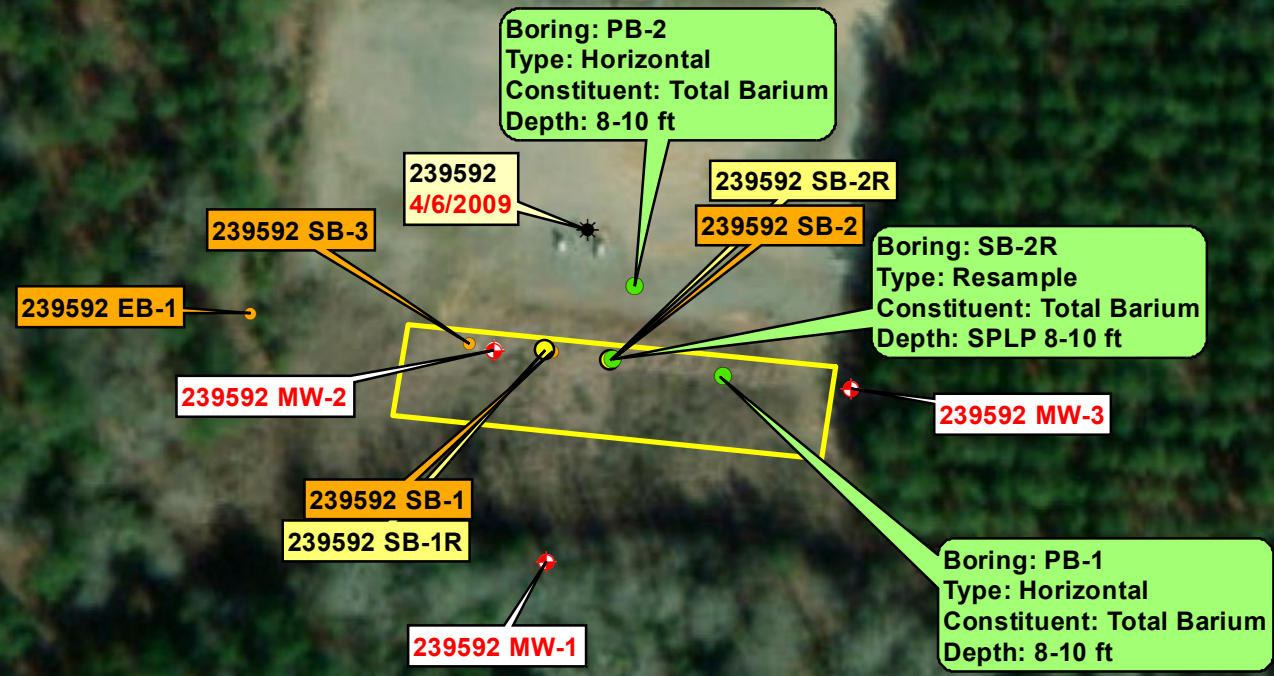 Boring: PB-2
Type: Horizontal
Constituent: Total Barium
Depth: 8-10 ft
239592
4/6/2009
239592 SB-2R
239592 SB-2
239592 SB-3
Boring: SB-2R
Type: Resample
Constituent: Total Barium
Depth: SPLP 8-10 ft
239592 EB-1
239592 MW-2
239592 MW-3
239592 SB-1
239592 SB-1R
Boring: PB-1
Type: Horizontal
Constituent: Total Barium
Depth: 8-10 ft
239592 MW-1